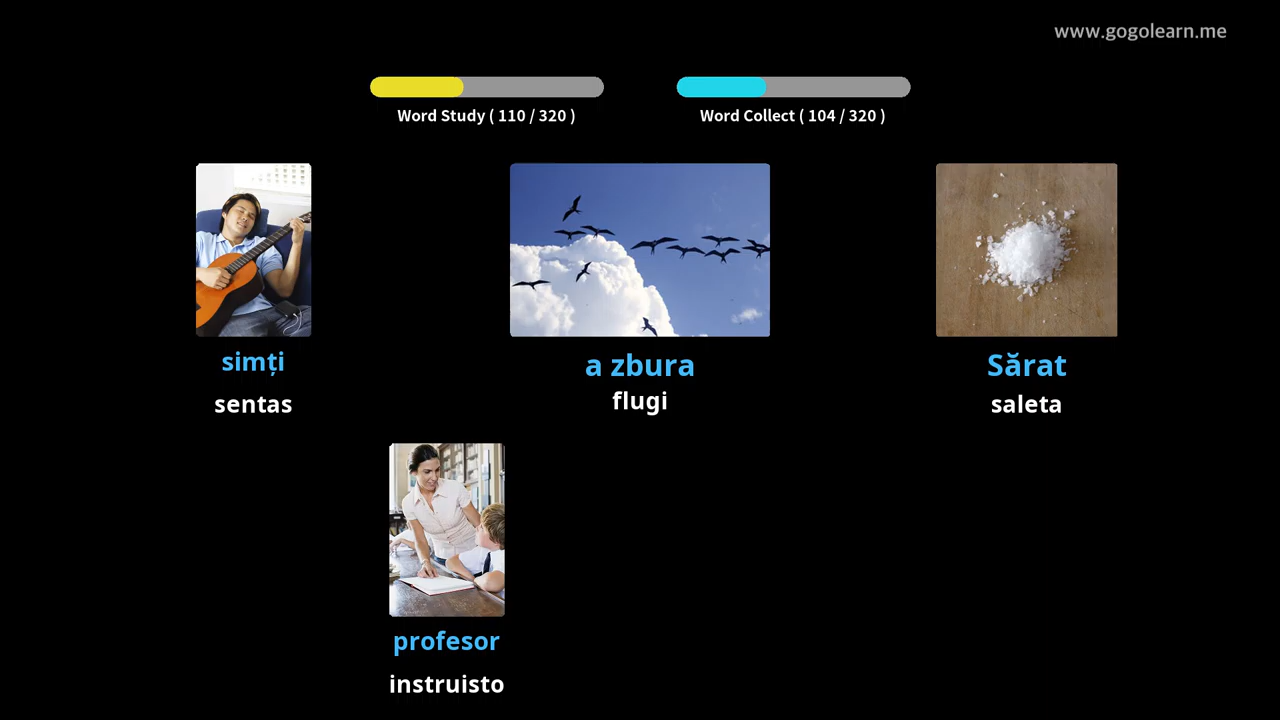 www.gogolearn.me
Word Study ( 110 / 320 )
Word Collect ( 104 / 320 )
simți
sentas
a zbura
flugi
Sărat
saleta
profesor
instruisto